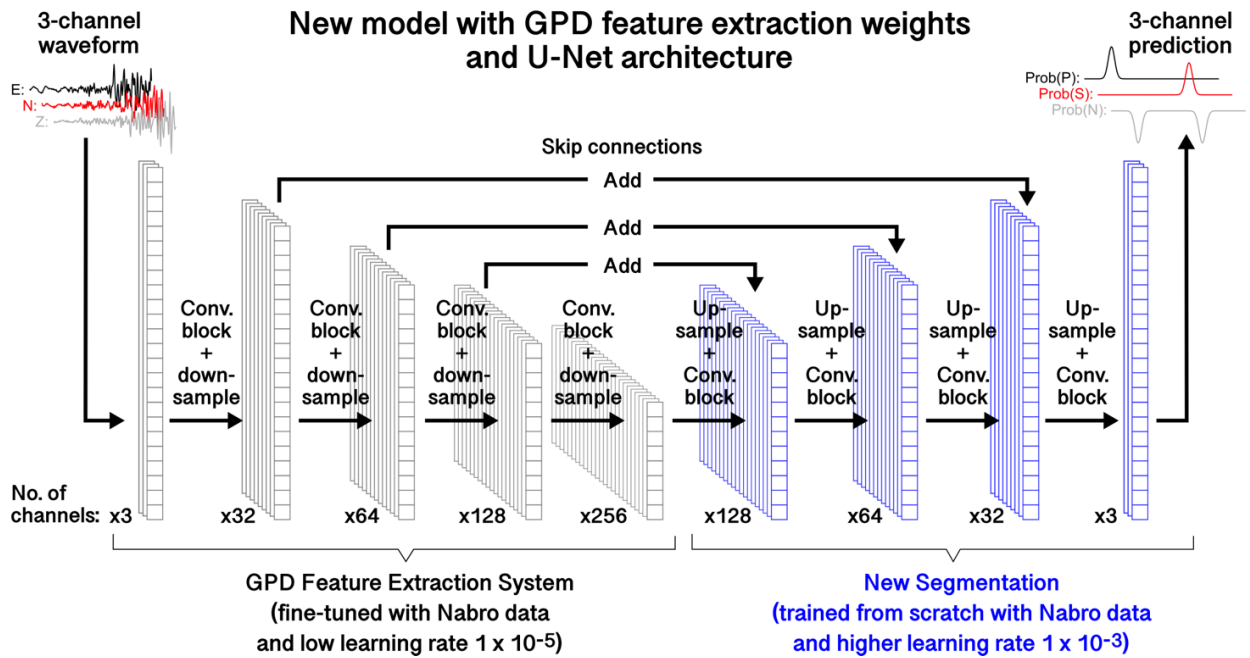 3-channel
waveform
New model with GPD feature extraction weights
and U-Net architecture
3-channel
prediction
E:
N:
Z:
Prob(P):
Prob(S):
Prob(N):
Skip connections
Add
Add
Add
Conv.
block
+
down-
sample
Conv.
block
+
down-
sample
Conv.
block
+
down-
sample
Conv.
block
+
down-
sample
Up-
sample
+
Conv.
block
Up-
sample
+
Conv.
block
Up-
sample
+
Conv.
block
Up-
sample
+
Conv.
block
No. of
channels: x3 x32 x64 x128 x256 x128 x64 x32 x3
GPD Feature Extraction System
(fine-tuned with Nabro data
and low learning rate 1 x 10⁻⁵)
New Segmentation
(trained from scratch with Nabro data
and higher learning rate 1 x 10⁻³)